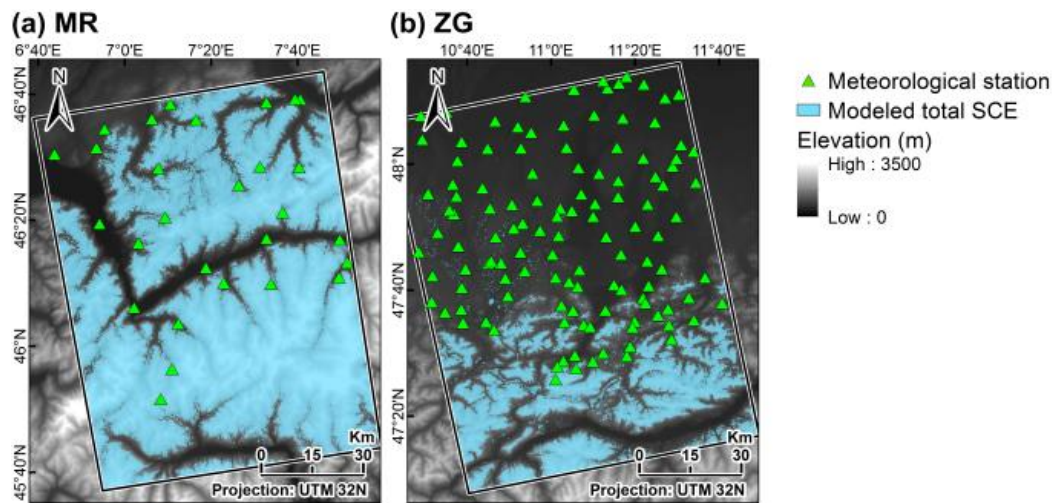 (a) MR
6°40'E 7°0'E 7°20'E 7°40'E
46°40'N
46°20'N
46°0'N
45°40'N
N
Km
0 15 30
Projection: UTM 32N
(b) ZG
10°40'E 11°0'E 11°20'E 11°40'E
48°N
47°40'N
47°20'N
N
Km
0 15 30
Projection: UTM 32N
Meteorological station
Modeled total SCE
Elevation (m)
High : 3500
Low : 0